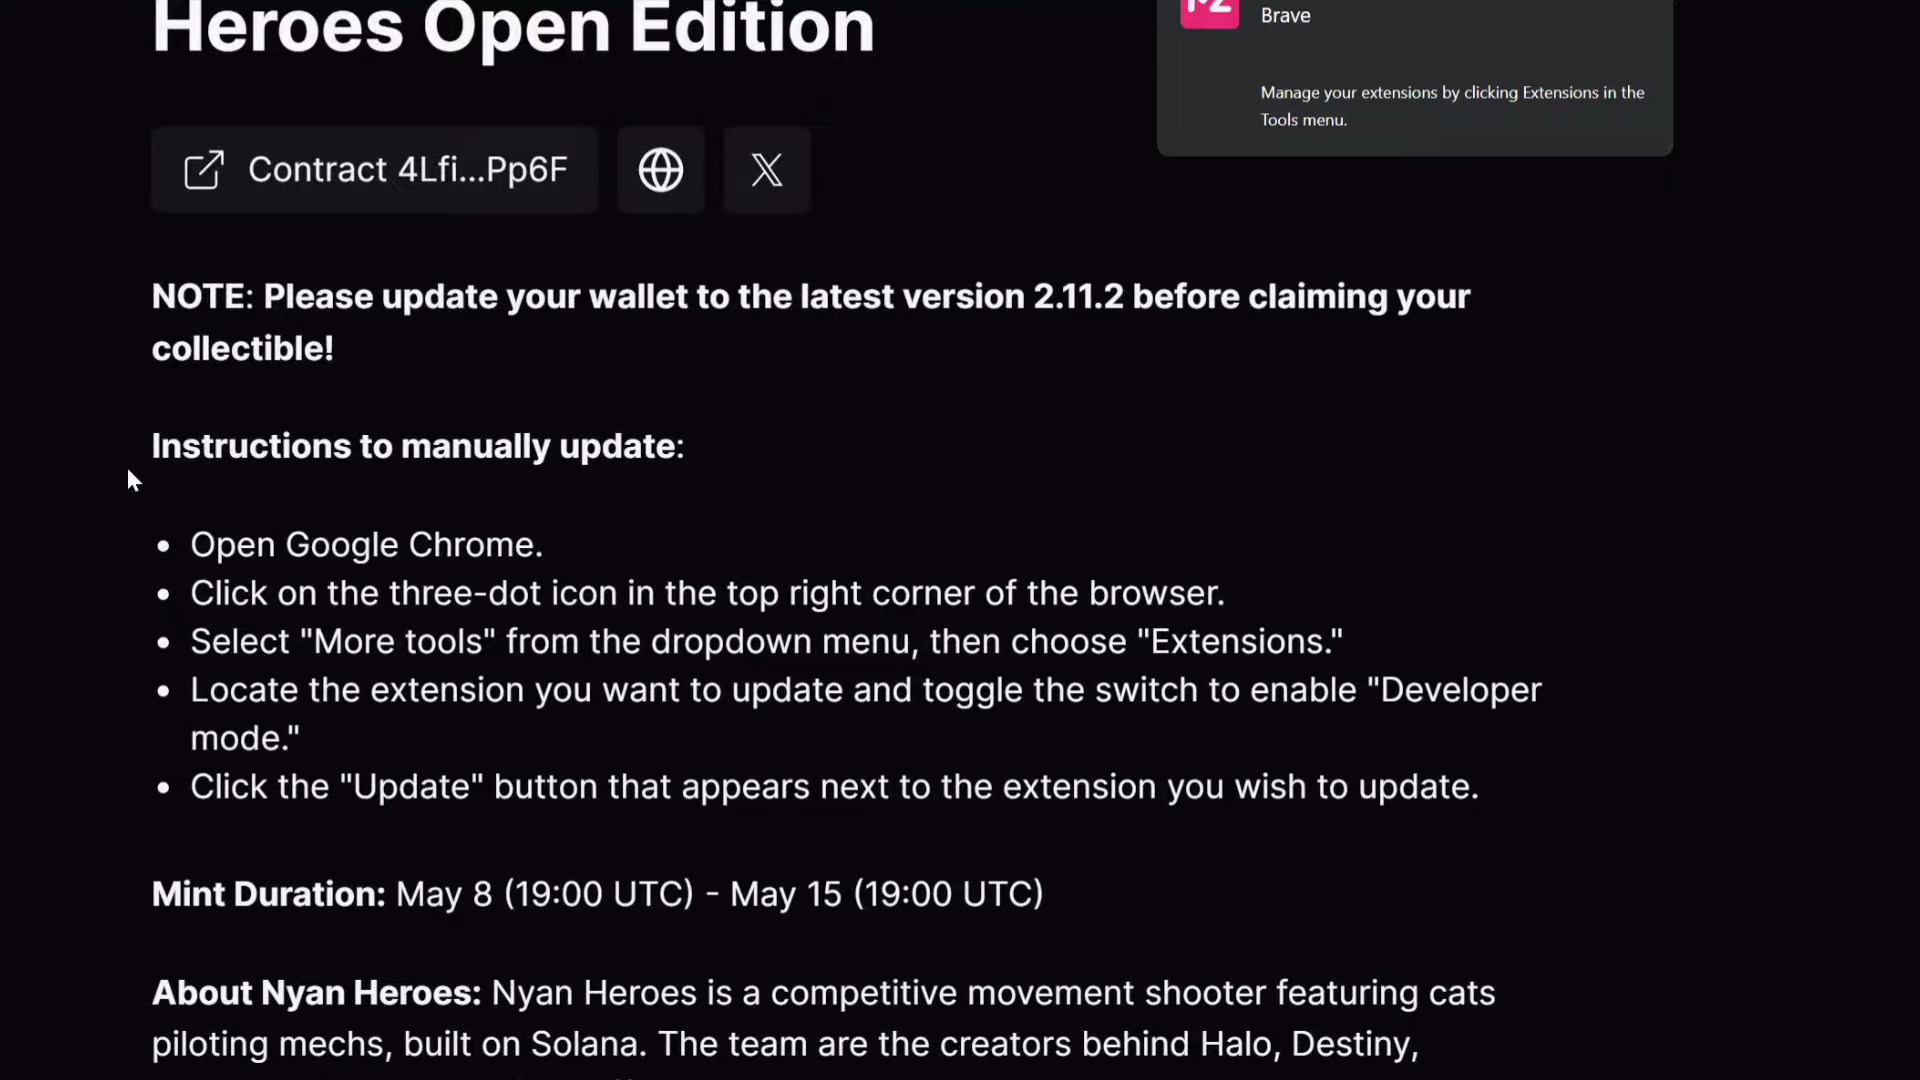 Heroes Open Edition
Brave
Manage your extensions by clicking Extensions in the
Tools menu.
Contract 4Lfi...Pp6F
NOTE: Please update your wallet to the latest version 2.11.2 before claiming your
collectible!
Instructions to manually update:
• Open Google Chrome.
• Click on the three-dot icon in the top right corner of the browser.
• Select "More tools" from the dropdown menu, then choose "Extensions."
• Locate the extension you want to update and toggle the switch to enable "Developer
mode."
• Click the "Update" button that appears next to the extension you wish to update.
Mint Duration: May 8 (19:00 UTC) - May 15 (19:00 UTC)
About Nyan Heroes: Nyan Heroes is a competitive movement shooter featuring cats
piloting mechs, built on Solana. The team are the creators behind Halo, Destiny,